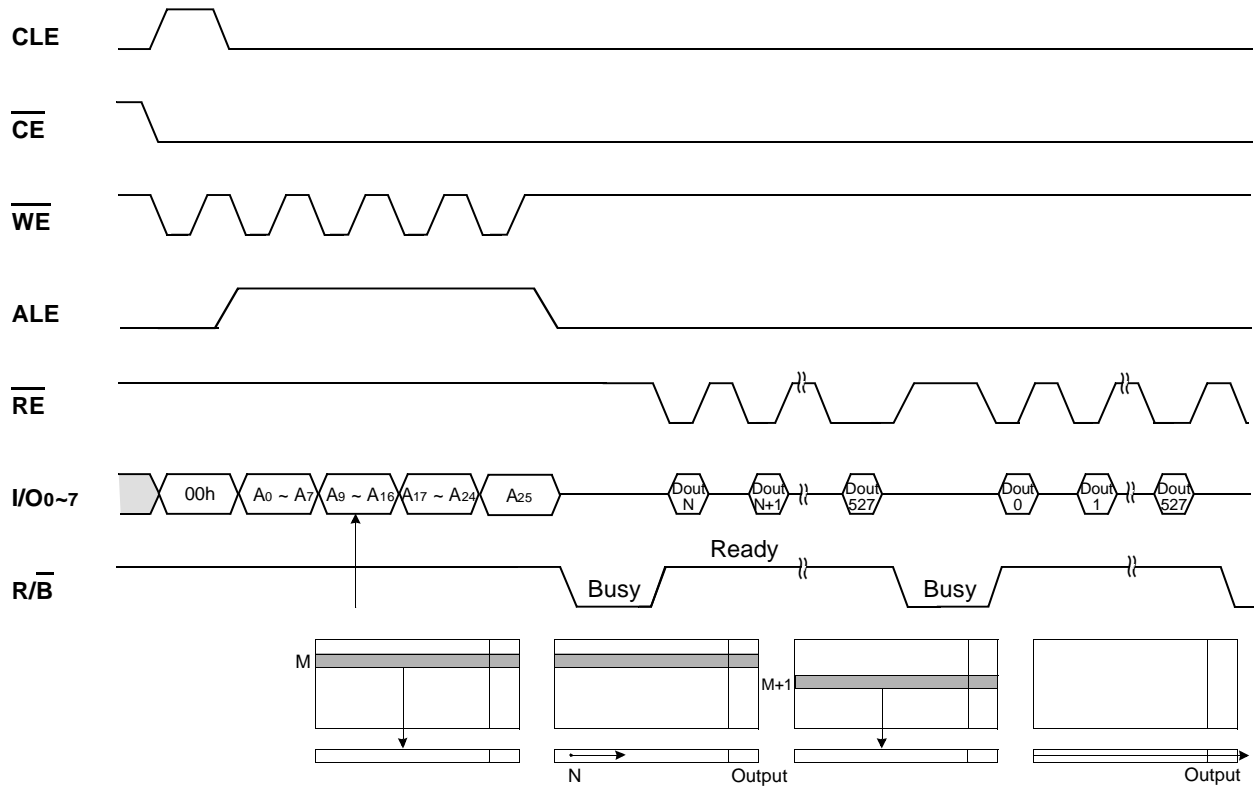 CLE
CE
WE
ALE
RE
I/O0~7
00h
A0 ~ A7
A9 ~ A16
A17 ~ A24
A25
Dout
N
Dout
N+1
Dout
527
Dout
0
Dout
1
Dout
527
R/B
Busy
Ready
Busy
M
M+1
N
Output
Output